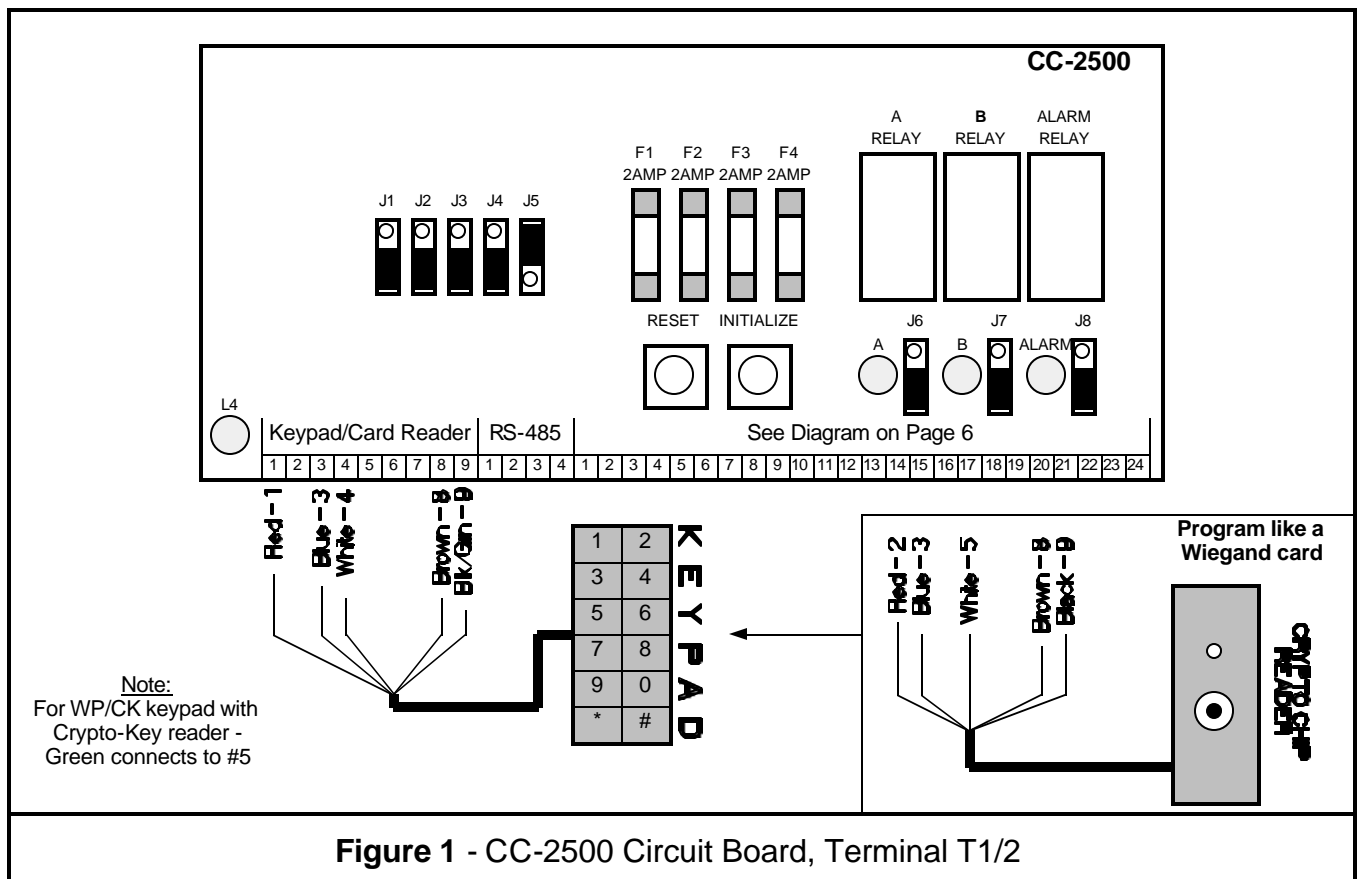 CC-2500
A RELAY
B RELAY
ALARM RELAY
F1 2AMP
F2 2AMP
F3 2AMP
F4 2AMP
J1 J2 J3 J4 J5
RESET INITIALIZE
J6 J7 J8
A B ALARM
L4
Keypad/Card Reader RS-485 See Diagram on Page 6
1 2 3 4 5 6 7 8 9 1 2 3 4 1 2 3 4 5 6 7 8 9 10 11 12 13 14 15 16 17 18 19 20 21 22 23 24
Red - 1
Blue - 3
White - 4
Brown - 8
Blk/Grn - 9
1 2
3 4
5 6
7 8
9 0
* #
KEYPAD
Note:
For WP/CK keypad with
Crypto-Key reader -
Green connects to #5
Red - 2
Blue - 3
White - 5
Brown - 8
Black - 9
Program like a
Wiegand card
CRYPTO CHIP
READER
Figure 1 - CC-2500 Circuit Board, Terminal T1/2